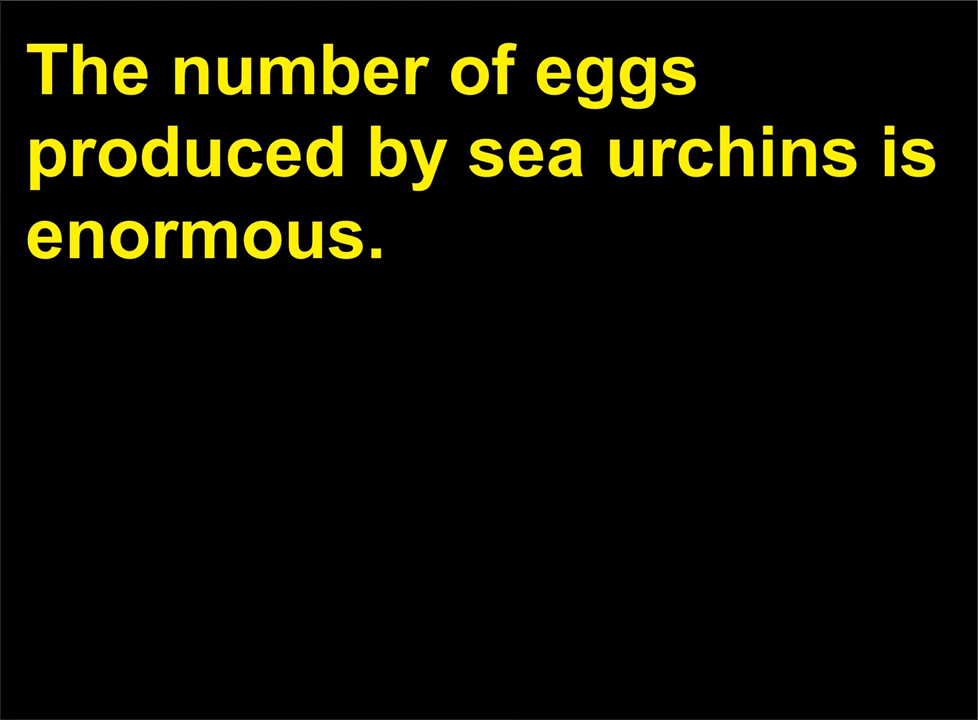 The number of eggs
produced by sea urchins is
enormous.